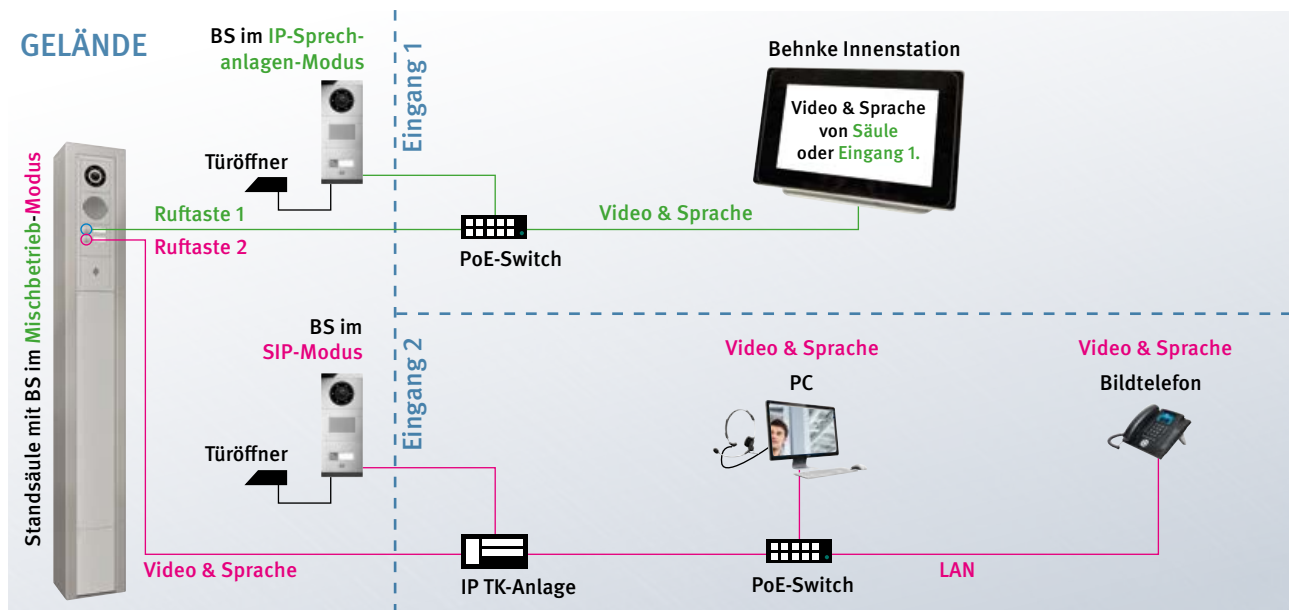 GELÄNDE
BS im IP-Sprech-
anlagen-Modus
Eingang 1
Behnke Innenstation
Video & Sprache
von Säule
oder Eingang 1.
Türöffner
Standsäule mit BS im Mischbetrieb-Modus
Ruftaste 1
Ruftaste 2
Video & Sprache
PoE-Switch
BS im
SIP-Modus
Eingang 2
Video & Sprache
PC
Video & Sprache
Bildtelefon
Türöffner
Video & Sprache
IP TK-Anlage
PoE-Switch
LAN